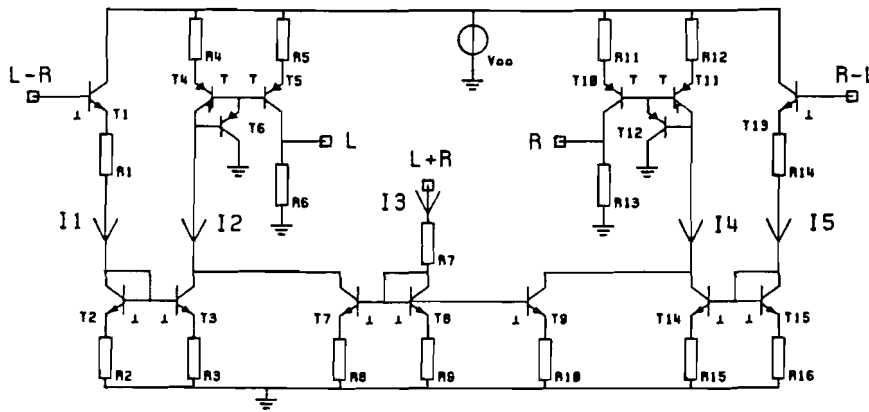 R4 R5 R11 R12
VDD
L-R T4 T T T5 T10 T T T11 R-L
⊥ T1 T6 T12 T13 ⊥
L R
R1 L+R R14
R6 I3 R13
I1 I2 R7 I4 I5
T2 ⊥ ⊥ T3 T7 ⊥ ⊥ T8 ⊥ T9 T14 ⊥ ⊥ T15
R2 R3 R8 R9 R10 R15 R16